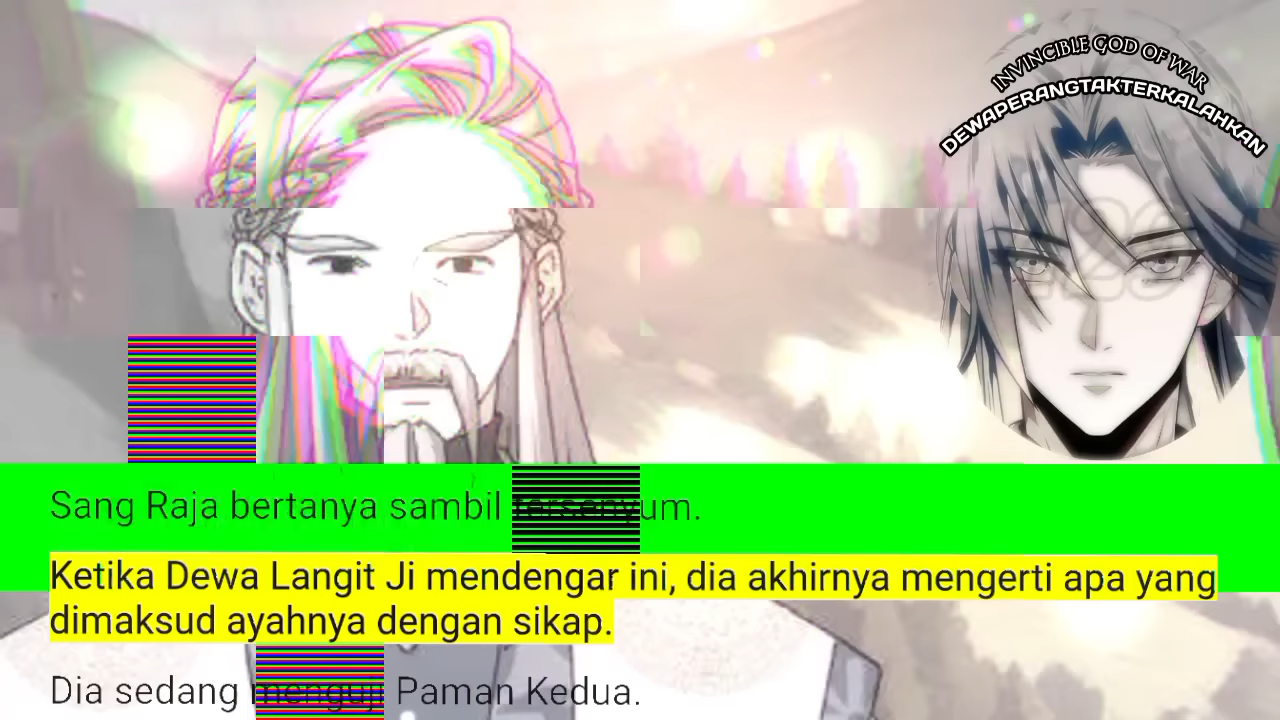 INVINCIBLE GOD OF WAR
DEWAPERANGTAKTERKALAHKAN
Sang Raja bertanya sambil tersenyum.
Ketika Dewa Langit Ji mendengar ini, dia akhirnya mengerti apa yang
dimaksud ayahnya dengan sikap.
Dia sedang menguji Paman Kedua.